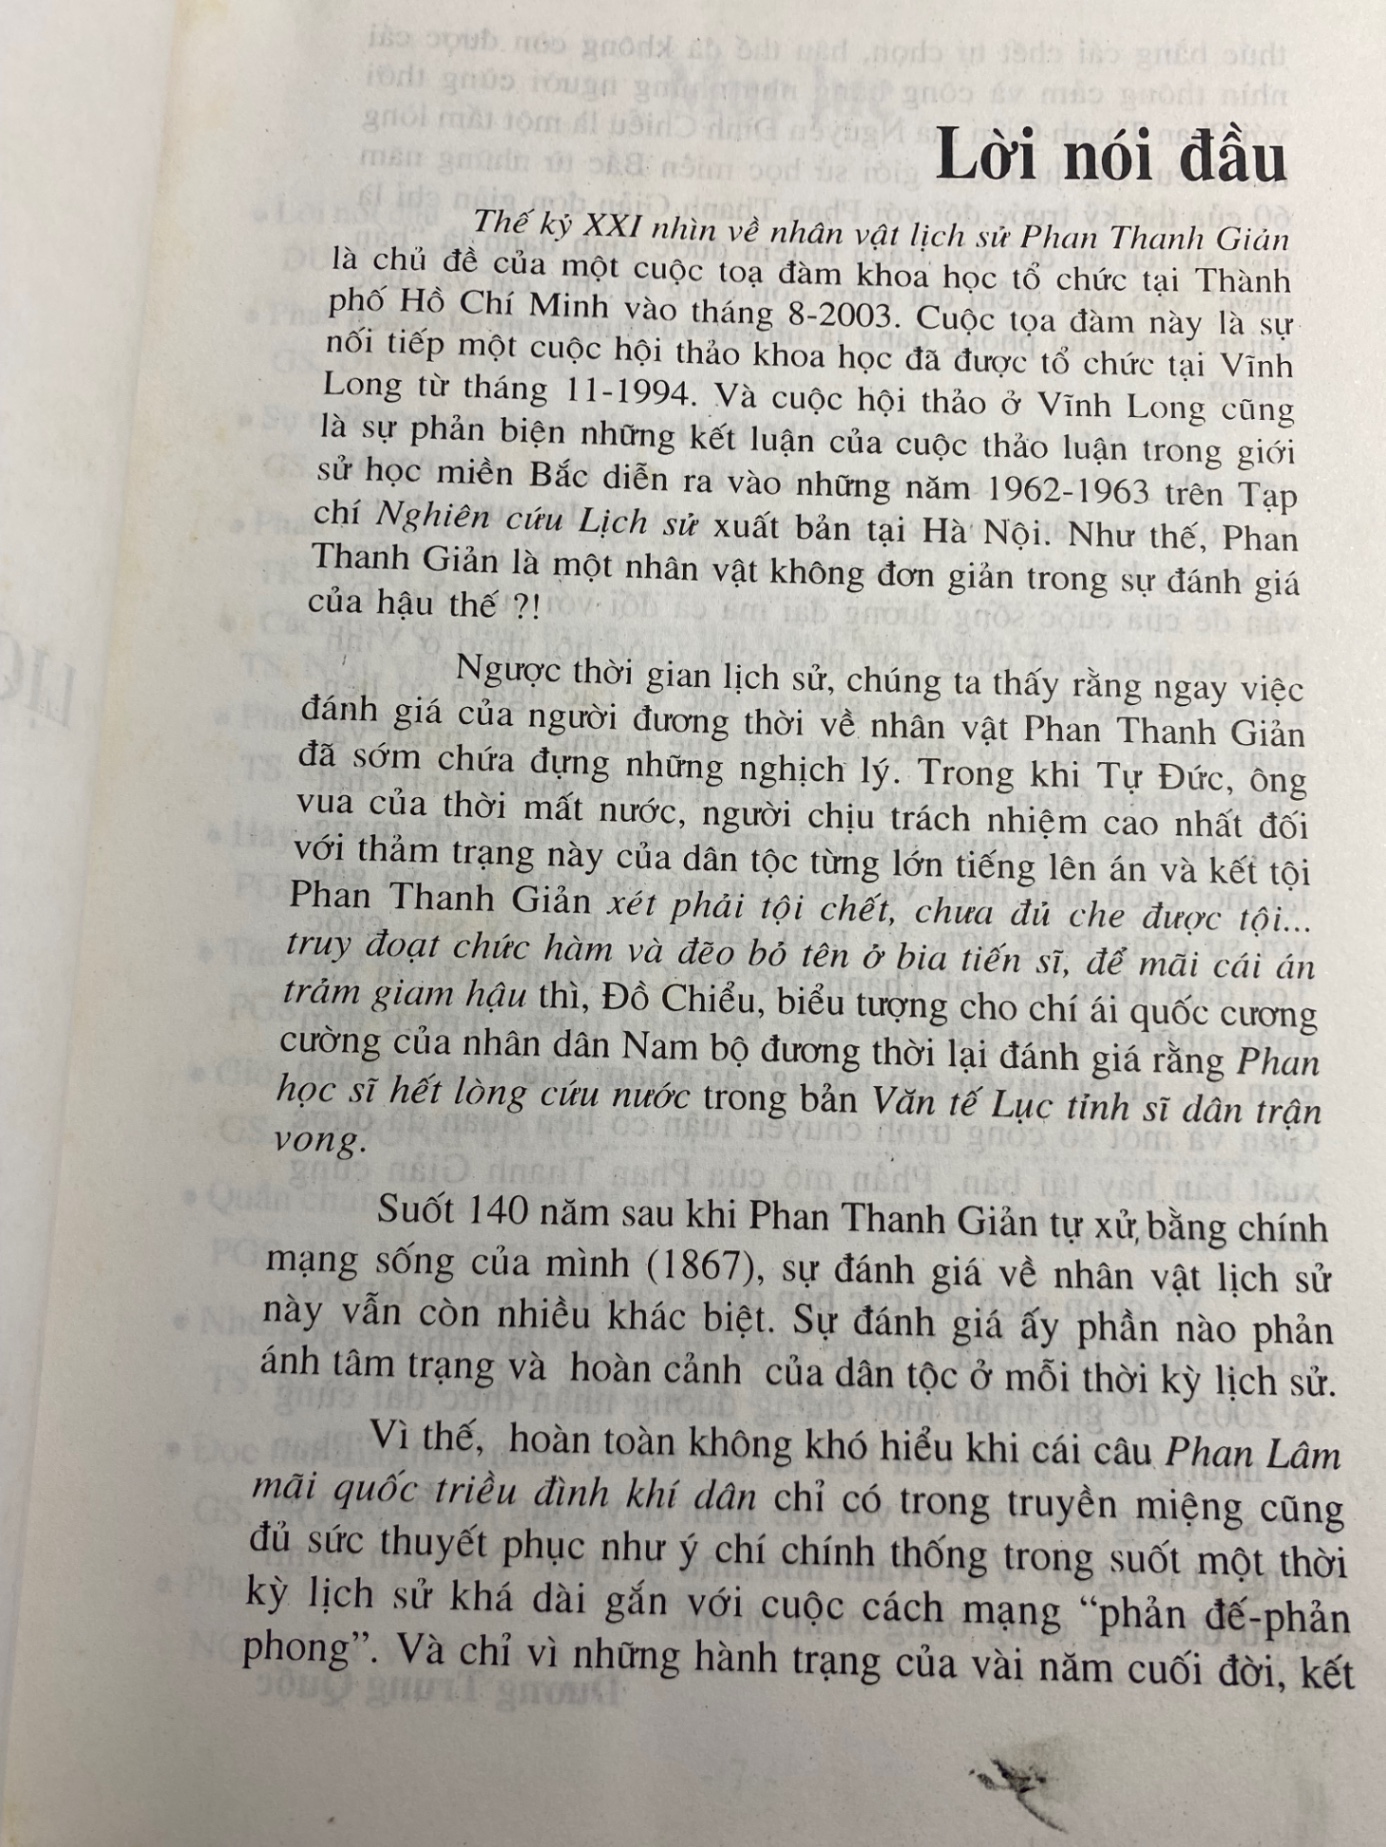 Lời nói đầu
Thế kỷ XXI nhìn về nhân vật lịch sử Phan Thanh Giản
là chủ đề của một cuộc toạ đàm khoa học tổ chức tại Thành
phố Hồ Chí Minh vào tháng 8-2003. Cuộc tọa đàm này là sự
nối tiếp một cuộc hội thảo khoa học đã được tổ chức tại Vĩnh
Long từ tháng 11-1994. Và cuộc hội thảo ở Vĩnh Long cũng
là sự phản biện những kết luận của cuộc thảo luận trong giới
sử học miền Bắc diễn ra vào những năm 1962-1963 trên Tạp
chí Nghiên cứu Lịch sử xuất bản tại Hà Nội. Như thế, Phan
Thanh Giản là một nhân vật không đơn giản trong sự đánh giá
của hậu thế ?!
Ngược thời gian lịch sử, chúng ta thấy rằng ngay việc
đánh giá của người đương thời về nhân vật Phan Thanh Giản
đã sớm chứa đựng những nghịch lý. Trong khi Tự Đức, ông
vua của thời mất nước, người chịu trách nhiệm cao nhất đối
với thảm trạng này của dân tộc từng lớn tiếng lên án và kết tội
Phan Thanh Giản xét phải tội chết, chưa đủ che được tội...
truy đoạt chức hàm và đẽo bỏ tên ở bia tiến sĩ, để mãi cái án
trảm giam hậu thì, Đồ Chiểu, biểu tượng cho chí ái quốc cương
cường của nhân dân Nam bộ đương thời lại đánh giá rằng Phan
học sĩ hết lòng cứu nước trong bản Văn tế Lục tỉnh sĩ dân trận
vong.
Suốt 140 năm sau khi Phan Thanh Giản tự xử bằng chính
mạng sống của mình (1867), sự đánh giá về nhân vật lịch sử
này vẫn còn nhiều khác biệt. Sự đánh giá ấy phần nào phản
ánh tâm trạng và hoàn cảnh của dân tộc ở mỗi thời kỳ lịch sử.
Vì thế, hoàn toàn không khó hiểu khi cái câu Phan Lâm
mãi quốc triều đình khí dân chỉ có trong truyền miệng cũng
đủ sức thuyết phục như ý chí chính thống trong suốt một thời
kỳ lịch sử khá dài gắn với cuộc cách mạng “phản đế-phản
phong”. Và chỉ vì những hành trạng của vài năm cuối đời, kết